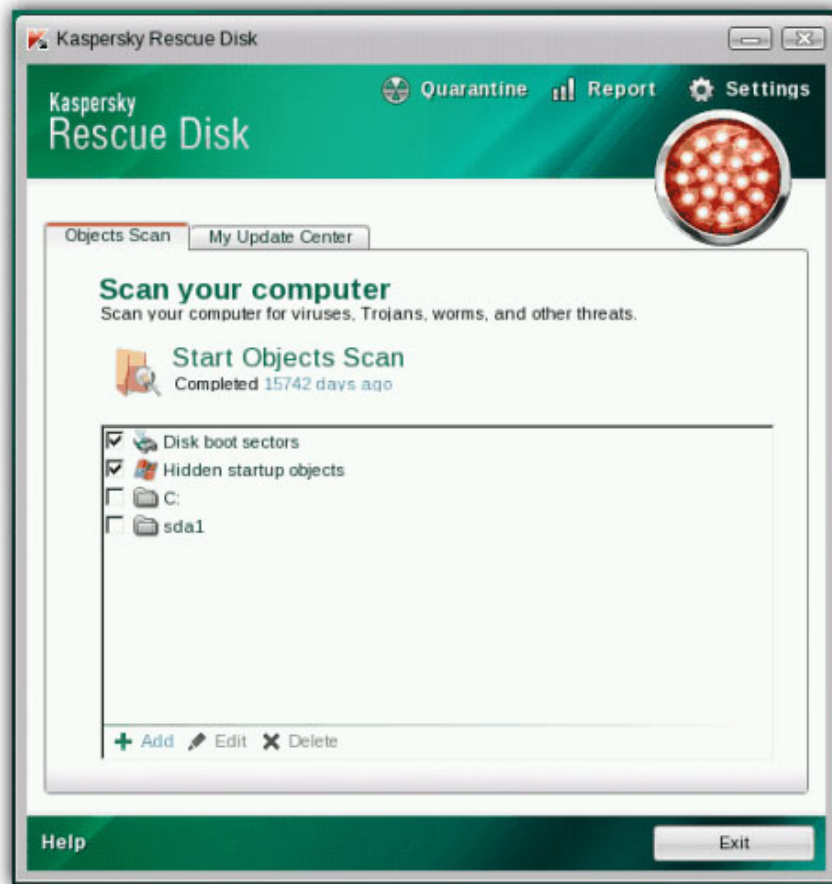 Kaspersky Rescue Disk
Quarantine Report Settings
Kaspersky
Rescue Disk
Objects Scan My Update Center
Scan your computer
Scan your computer for viruses, Trojans, worms, and other threats.
Start Objects Scan
Completed 15742 days ago
Disk boot sectors
Hidden startup objects
C:
sda1
Add Edit Delete
Help Exit